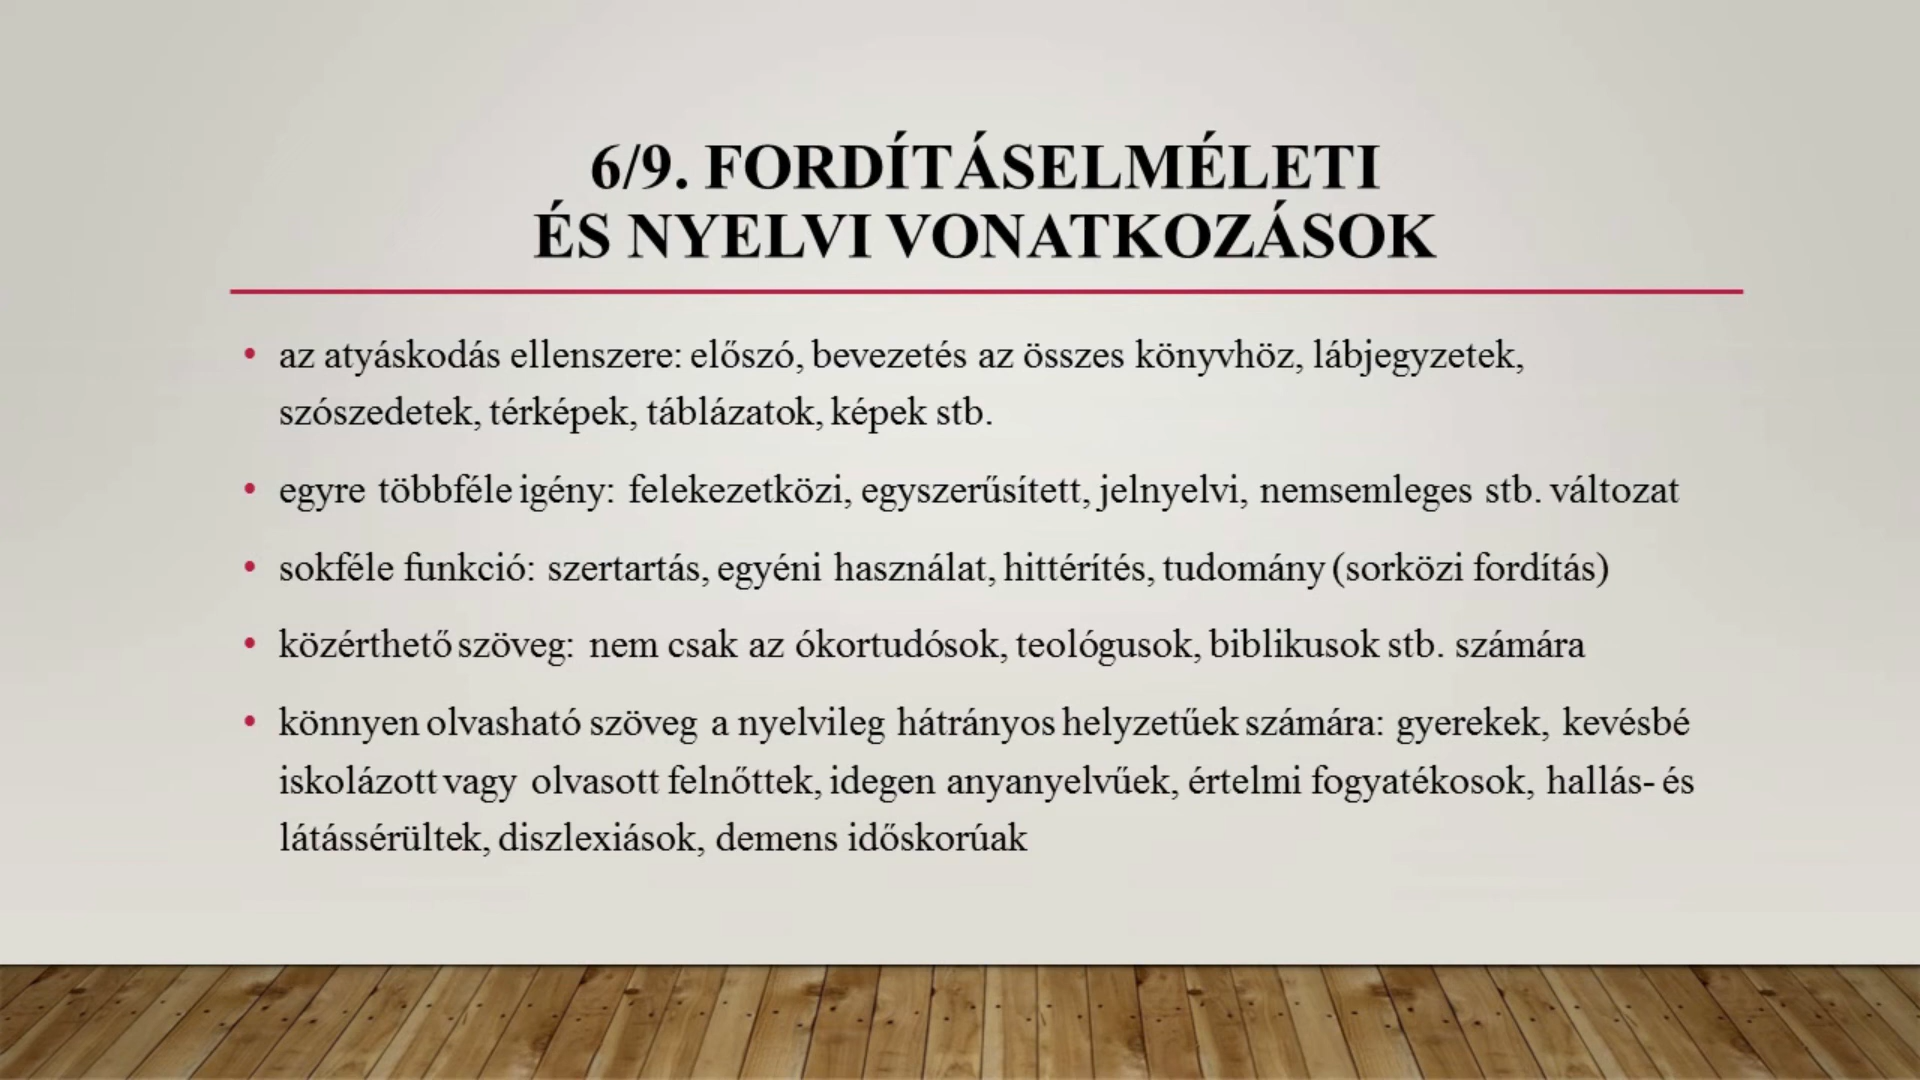 6/9. FORDÍTÁSELMÉLETI
ÉS NYELVI VONATKOZÁSOK
• az atyáskodás ellenszere: előszó, bevezetés az összes könyvhöz, lábjegyzetek,
szószedetek, térképek, táblázatok, képek stb.
• egyre többféle igény: felekezetközi, egyszerűsített, jelnyelvi, nemsemleges stb. változat
• sokféle funkció: szertartás, egyéni használat, hittérítés, tudomány (sorközi fordítás)
• közérthető szöveg: nem csak az ókortudósok, teológusok, biblikusok stb. számára
• könnyen olvasható szöveg a nyelvileg hátrányos helyzetűek számára: gyerekek, kevésbé
iskolázott vagy olvasott felnőttek, idegen anyanyelvűek, értelmi fogyatékosok, hallás- és
látássérültek, diszlexiások, demens időskorúak